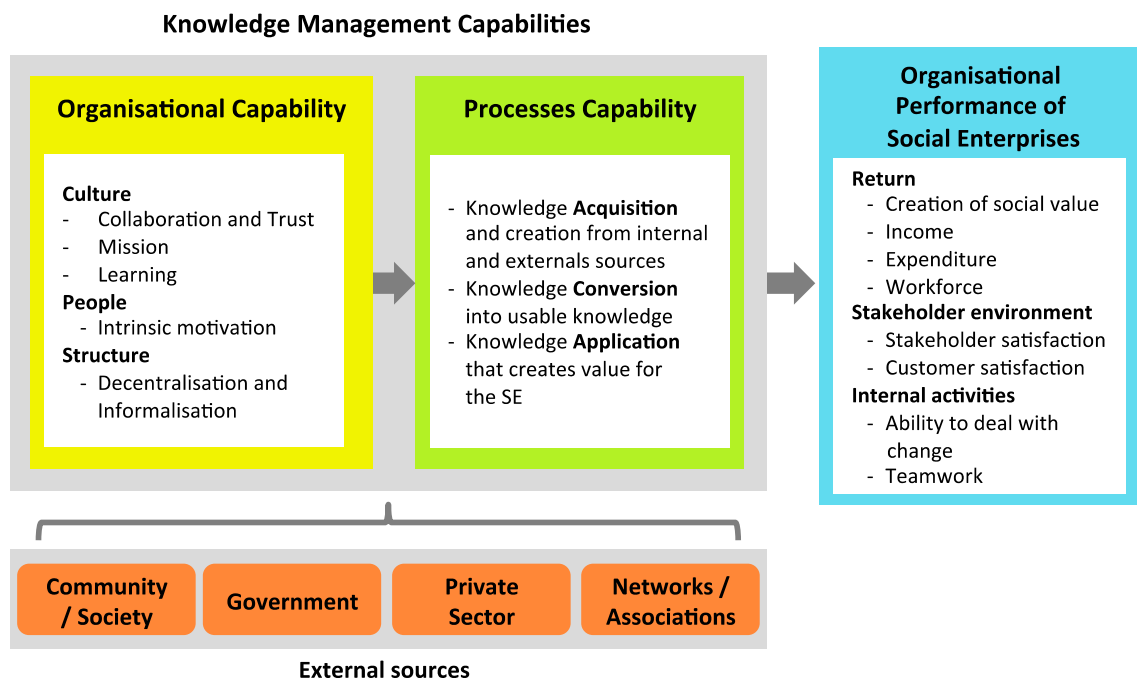 Knowledge Management Capabilities
Organisational Capability
Culture
- Collaboration and Trust
- Mission
- Learning
People
- Intrinsic motivation
Structure
- Decentralisation and
Informalisation
Processes Capability
- Knowledge Acquisition
and creation from internal
and externals sources
- Knowledge Conversion
into usable knowledge
- Knowledge Application
that creates value for
the SE
Organisational
Performance of
Social Enterprises
Return
- Creation of social value
- Income
- Expenditure
- Workforce
Stakeholder environment
- Stakeholder satisfaction
- Customer satisfaction
Internal activities
- Ability to deal with
change
- Teamwork
Community
/ Society
Government
Private
Sector
Networks /
Associations
External sources